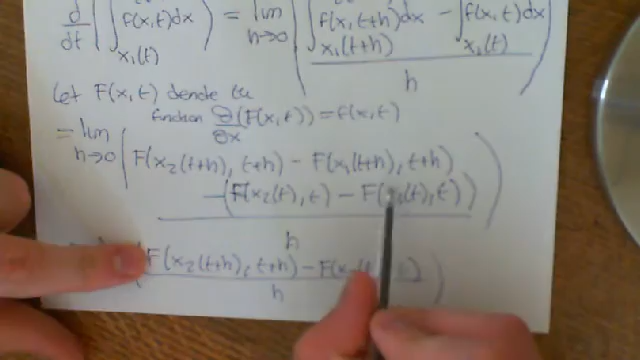 d/dt (∫ f(x,t)dx) = lim h→0 (∫ f(x,t+h)dx - ∫ f(x,t)dx)
x₁(t) x₁(t+h) x₁(t)
h
Let F(x,t) denote the
function ∂/∂x (F(x,t)) = f(x,t)
= lim h→0 (F(x₂(t+h), t+h) - F(x₁(t+h), t+h)
-(F(x₂(t), t) - F(x₁(t), t)))
h
F(x₂(t+h), t+h) - F(x₂
h